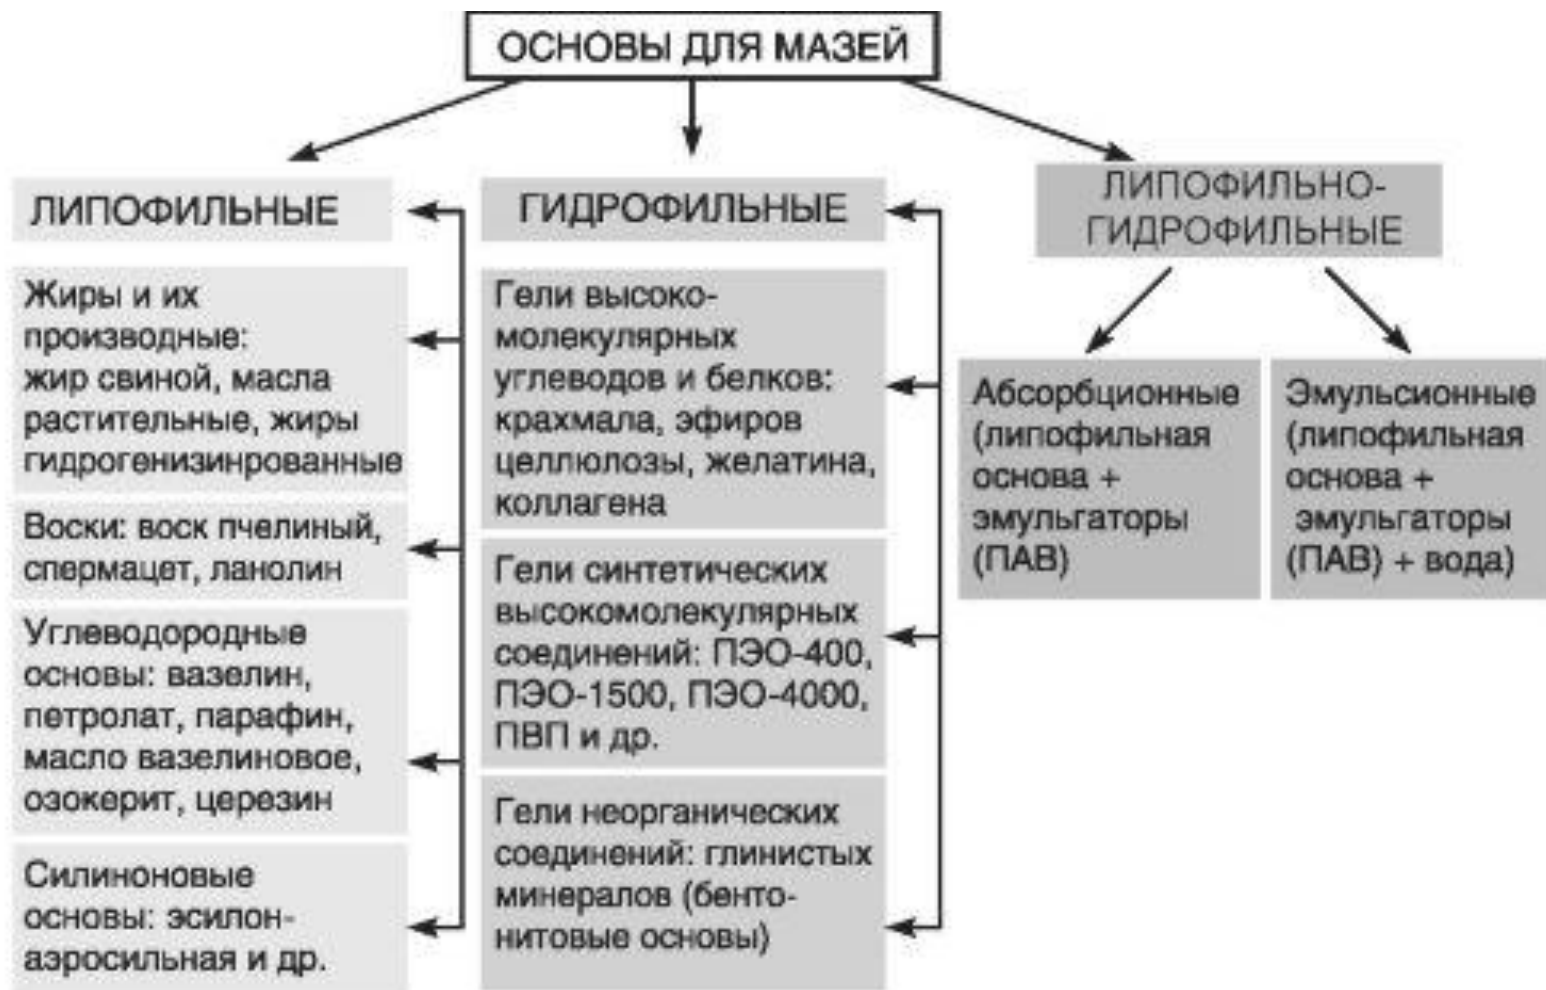 ОСНОВЫ ДЛЯ МАЗЕЙ
ЛИПОФИЛЬНЫЕ
Жиры и их
производные:
жир свиной, масла
растительные, жиры
гидрогенизинрованные
Воски: воск пчелиный,
спермацет, ланолин
Углеводородные
основы: вазелин,
петролат, парафин,
масло вазелиновое,
озокерит, церезин
Силиноновые
основы: эсилон-
аэросильная и др.
ГИДРОФИЛЬНЫЕ
Гели высоко-
молекулярных
углеводов и белков:
крахмала, эфиров
целлюлозы, желатина,
коллагена
Гели синтетических
высокомолекулярных
соединений: ПЭО-400,
ПЭО-1500, ПЭО-4000,
ПВП и др.
Гели неорганических
соединений: глинистых
минералов (бенто-
нитовые основы)
ЛИПОФИЛЬНО-
ГИДРОФИЛЬНЫЕ
Абсорбционные
(липофильная
основа +
эмульгаторы
(ПАВ)
Эмульсионные
(липофильная
основа +
эмульгаторы
(ПАВ) + вода)